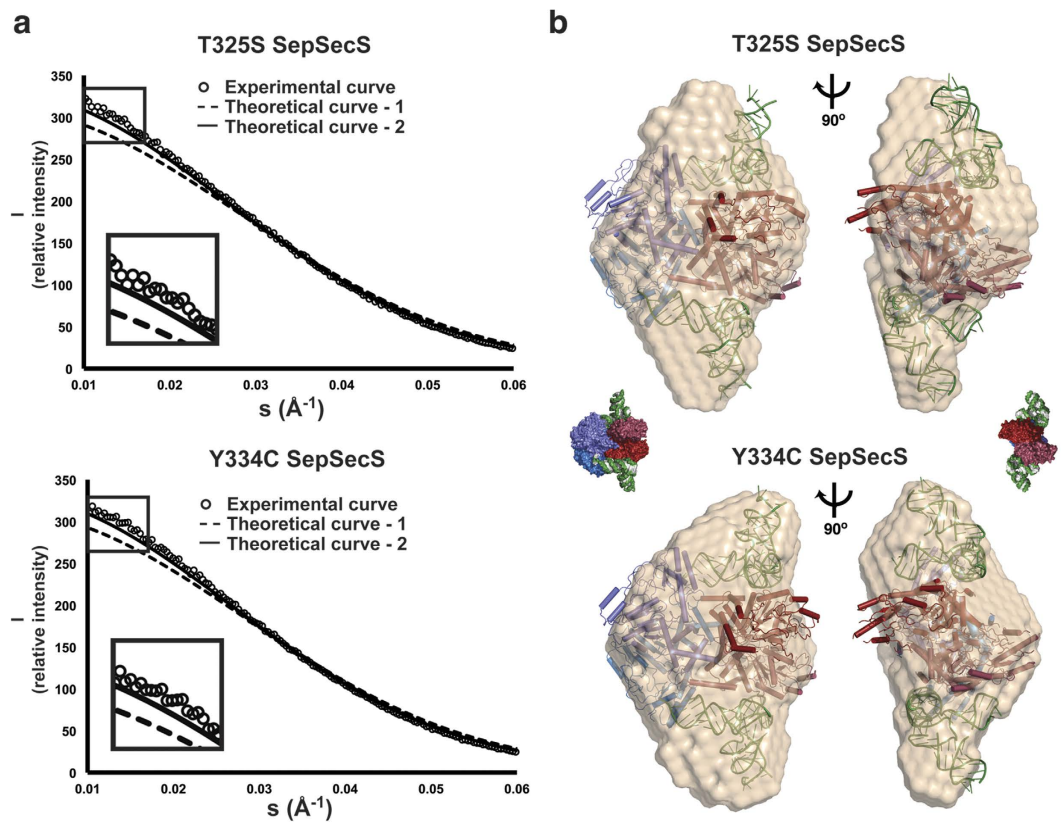 a
T325S SepSecS
350
300
250
200
150
100
50
0
I
(relative intensity)
Experimental curve
Theoretical curve - 1
Theoretical curve - 2
0.01 0.02 0.03 0.04 0.05 0.06
s (Å⁻¹)
Y334C SepSecS
350
300
250
200
150
100
50
0
I
(relative intensity)
Experimental curve
Theoretical curve - 1
Theoretical curve - 2
0.01 0.02 0.03 0.04 0.05 0.06
s (Å⁻¹)
b
T325S SepSecS
90º
Y334C SepSecS
90º